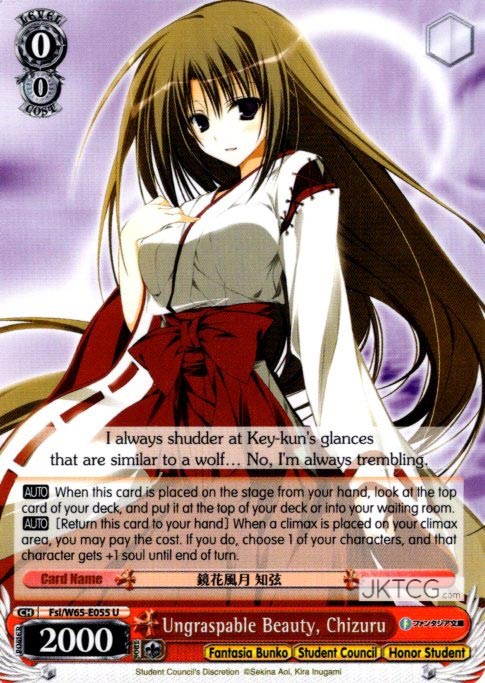 LEVEL
0
0
COST
I always shudder at Key-kun's glances
that are similar to a wolf… No, I'm always trembling.
AUTO When this card is placed on the stage from your hand, look at the top
card of your deck, and put it at the top of your deck or into your waiting room.
AUTO [Return this card to your hand] When a climax is placed on your climax
area, you may pay the cost. If you do, choose 1 of your characters, and that
character gets +1 soul until end of turn.
Card Name 鏡花風月 知弦
JKTCG.com
CH Fsl/W65-E055 U
POWER 2000 SOUL Ungraspable Beauty, Chizuru ファンタジア文庫
Fantasia Bunko Student Council Honor Student
Student Council's Discretion ©Sekina Aoi, Kira Inugami